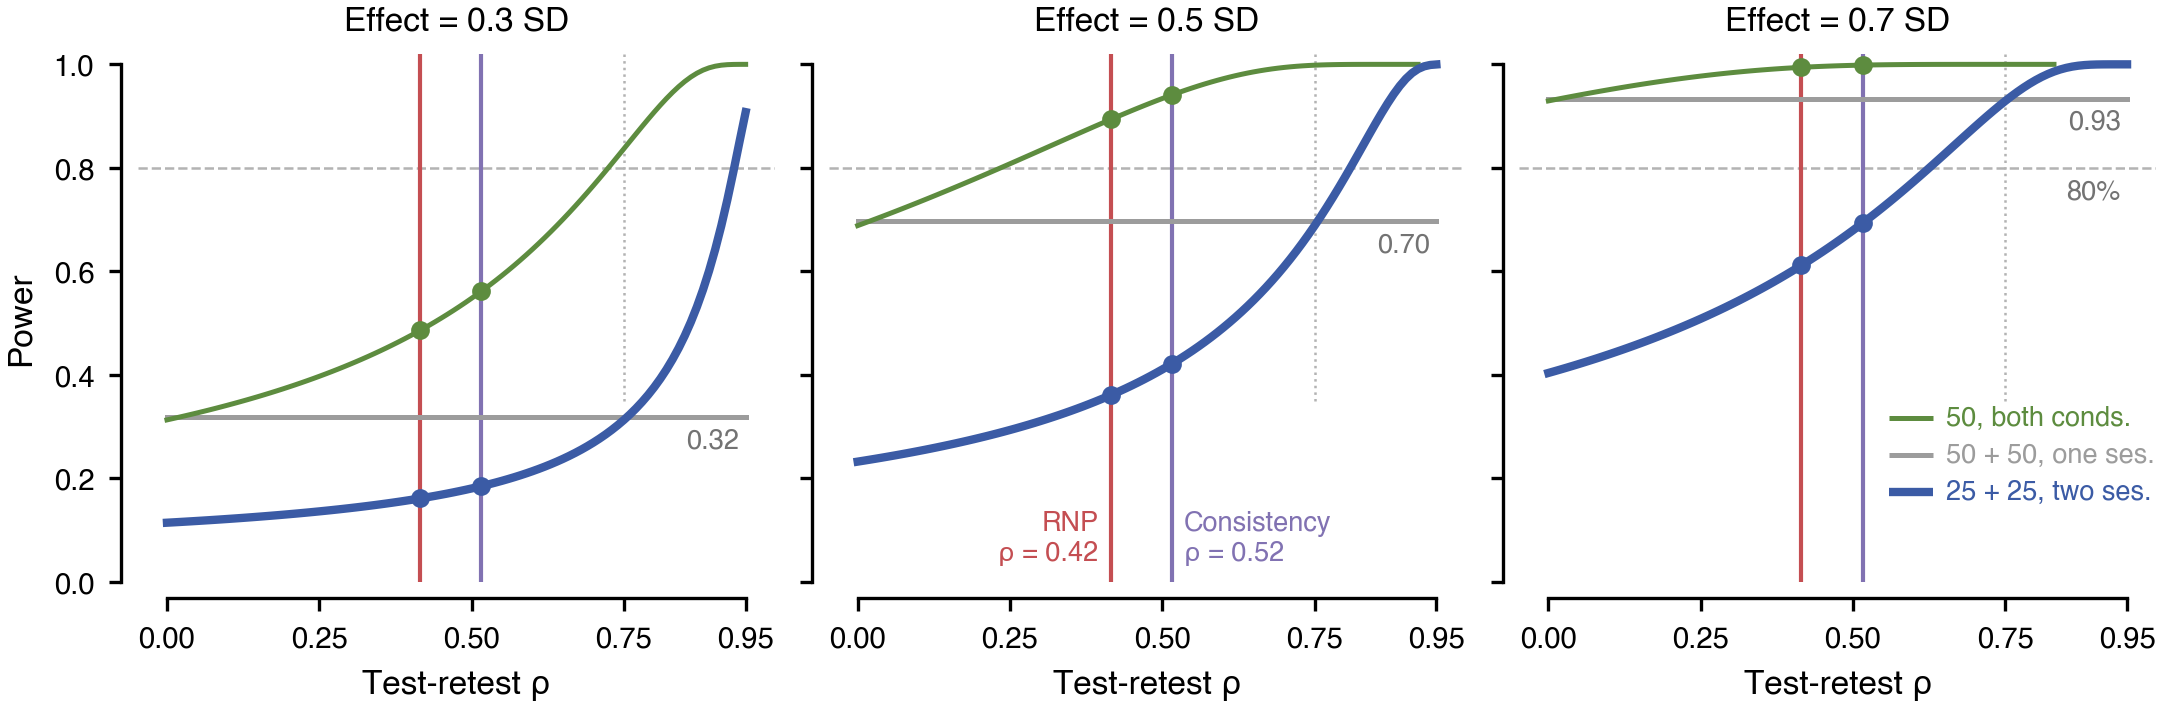 Effect = 0.3 SD
Effect = 0.5 SD
Effect = 0.7 SD
Power
1.0
0.8
0.6
0.4
0.2
0.0
0.32
0.70
0.93
80%
RNP
ρ = 0.42
Consistency
ρ = 0.52
50, both conds.
50 + 50, one ses.
25 + 25, two ses.
0.00 0.25 0.50 0.75 0.95
0.00 0.25 0.50 0.75 0.95
0.00 0.25 0.50 0.75 0.95
Test-retest ρ
Test-retest ρ
Test-retest ρ